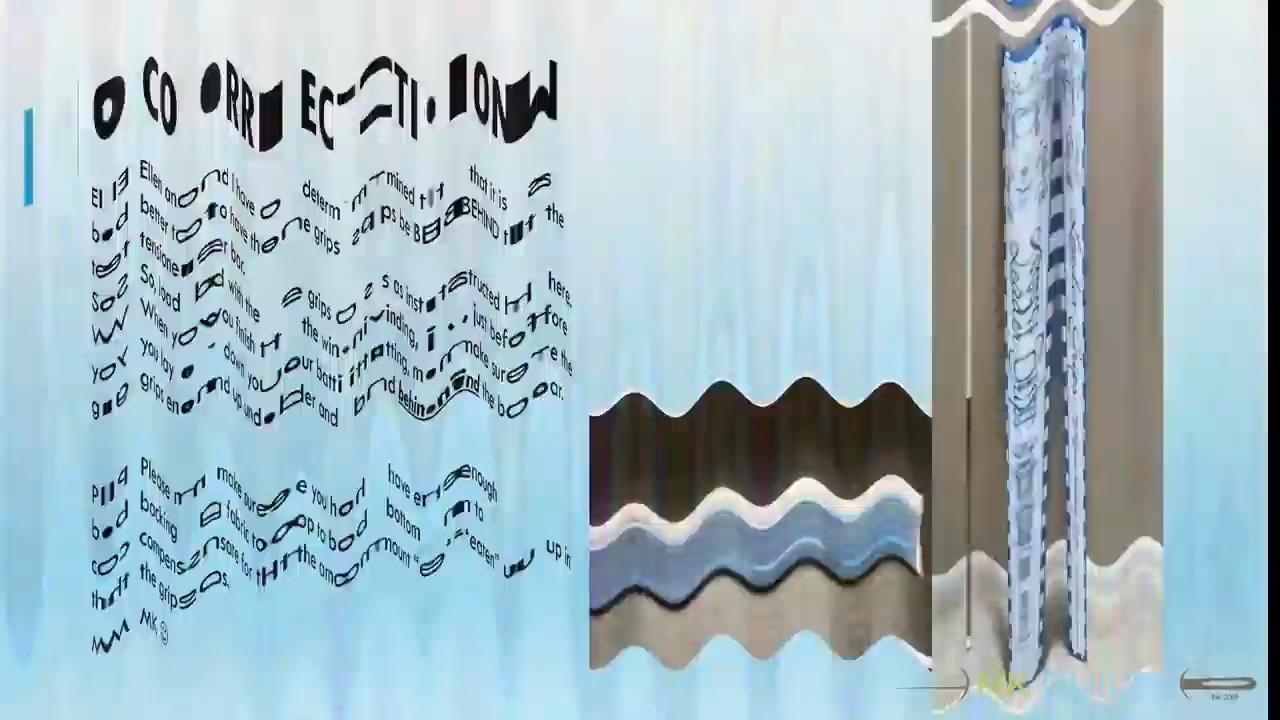 CORRECTION
Ellen and I have determined that it is
better to have the grips be BEHIND the
tensioner bar.
So, load with the grips as instructed here.
When you finish the winding, just before
you lay down your batting, make sure the
grips end up under and behind the bar.
Please make sure you have enough
backing fabric top to bottom to
compensate for the amount "eaten" up in
the grips.
MK ☺